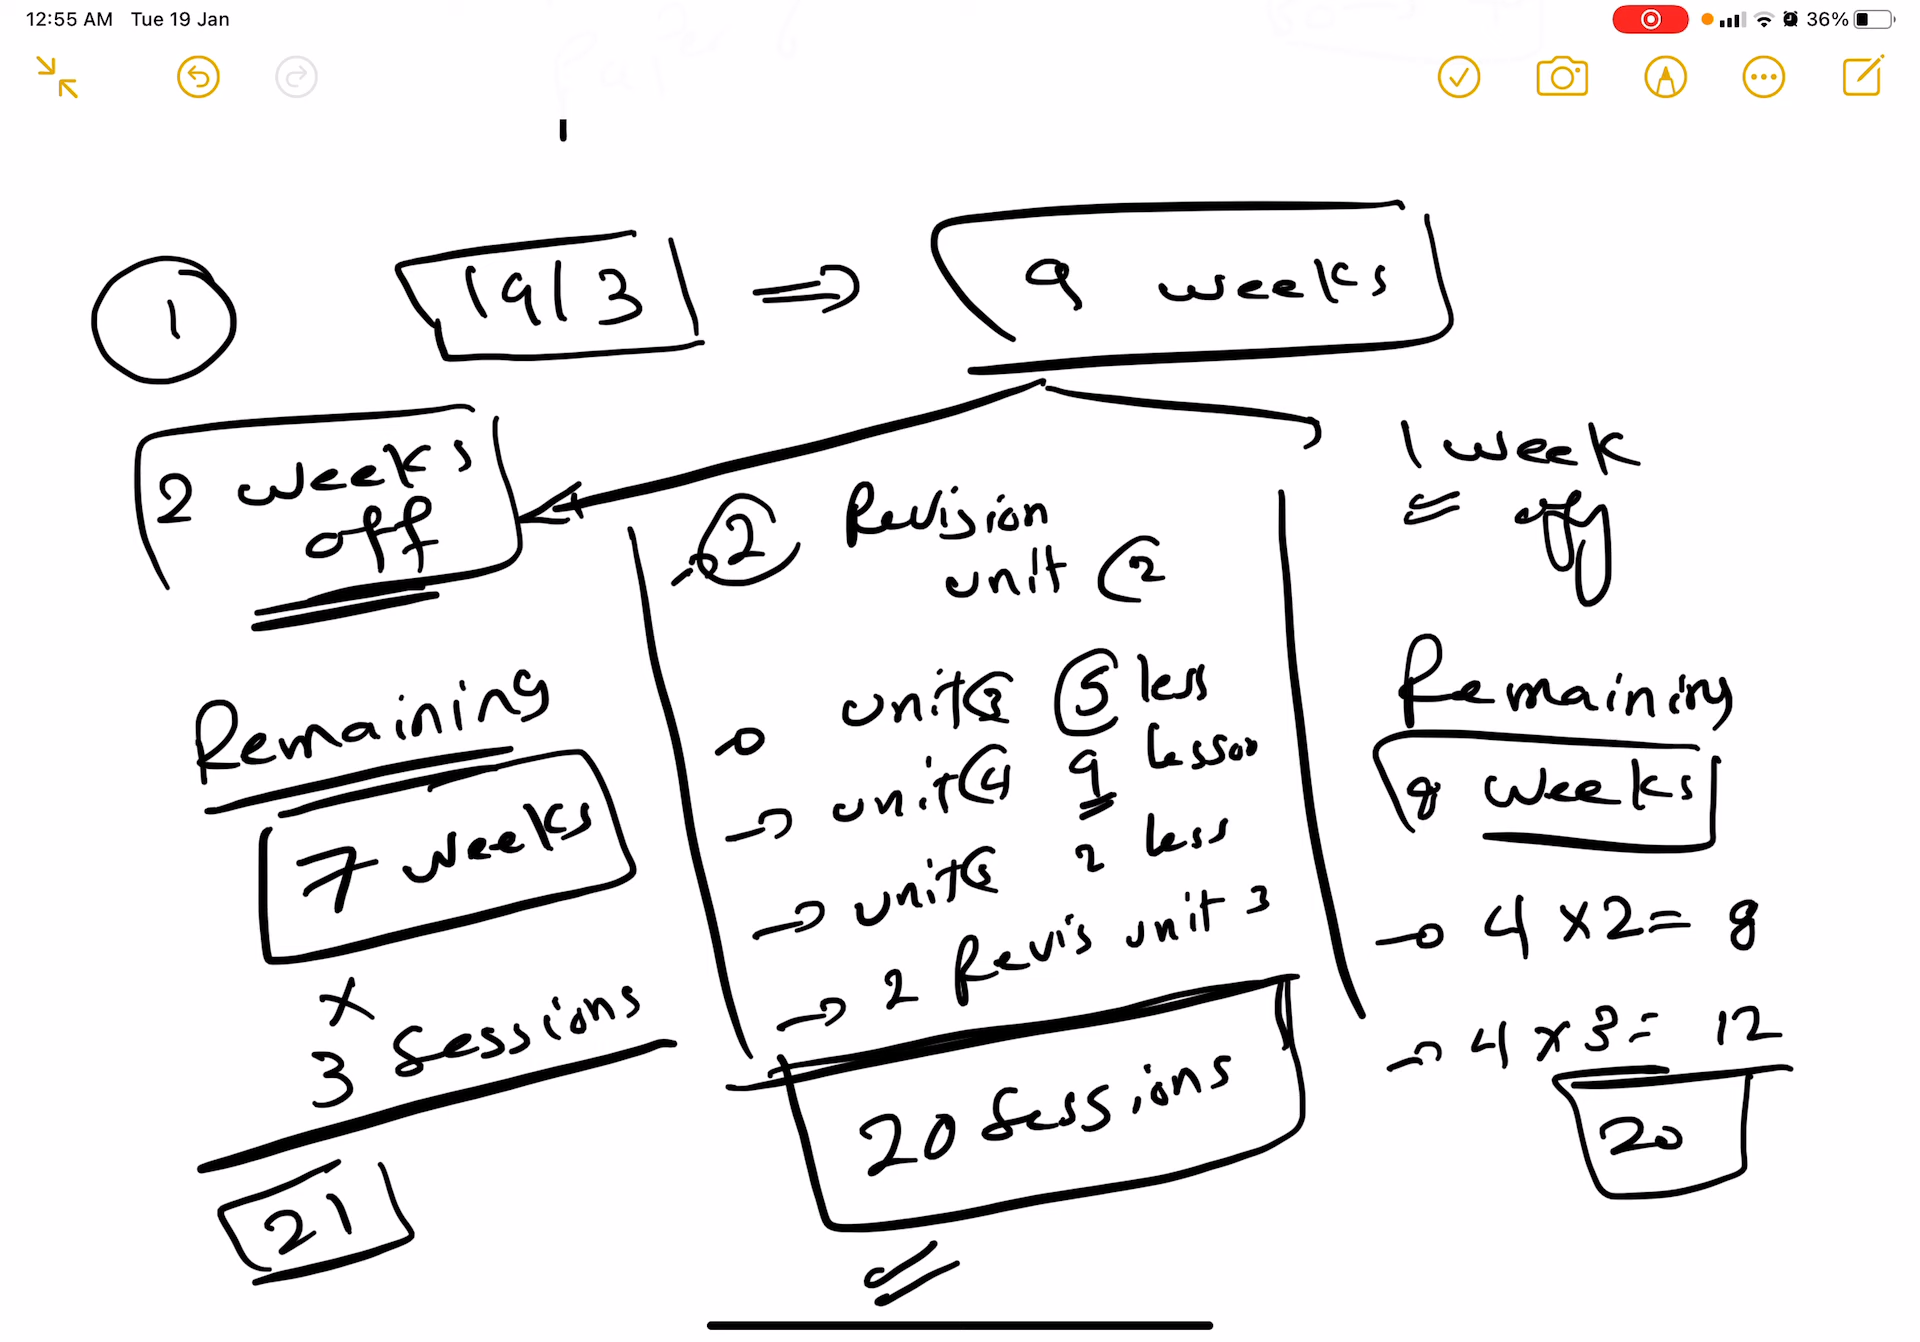 12:55 AM Tue 19 Jan
36%
1
19/3 ⇒ 9 weeks
2 weeks
off
Remaining
7 weeks
x
3 Sessions
21
→ 2 Revision
unit 2
→ unit 3 5 less
→ unit 4 9 lesson
→ unit 2 less
→ 2 Revis unit 3
20 Sessions
1 week
off
Remaining
8 weeks
→ 4 x 2 = 8
→ 4 x 3 = 12
20